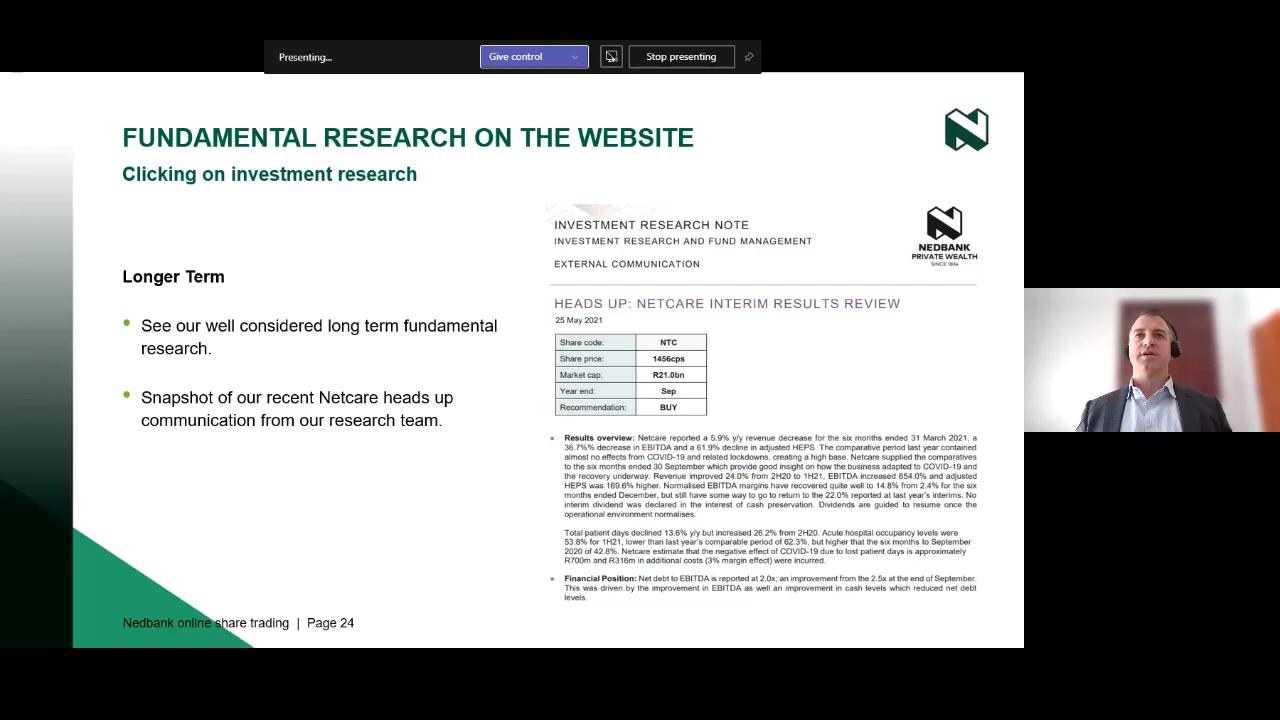 Presenting...
Give control
Stop presenting
FUNDAMENTAL RESEARCH ON THE WEBSITE
Clicking on investment research
Longer Term
See our well considered long term fundamental
research.
Snapshot of our recent Netcare heads up
communication from our research team.
INVESTMENT RESEARCH NOTE
INVESTMENT RESEARCH AND FUND MANAGEMENT
EXTERNAL COMMUNICATION
NEDBANK
PRIVATE WEALTH
SINCE 1834
HEADS UP: NETCARE INTERIM RESULTS REVIEW
25 May 2021
Share code: NTC
Share price: 1456cps
Market cap: R21.0bn
Year end: Sep
Recommendation: BUY
Results overview: Netcare reported a 5.9% y/y revenue decrease for the six months ended 31 March 2021, a
36.7%% decrease in EBITDA and a 61.9% decline in adjusted HEPS. The comparative period last year contained
almost no effects from COVID-19 and related lockdowns, creating a high base. Netcare supplied the comparatives
to the six months ended 30 September which provide good insight on how the business adapted to COVID-19 and
the recovery underway. Revenue improved 24.0% from 2H20 to 1H21, EBITDA increased 654.0% and adjusted
HEPS was 169.6% higher. Normalised EBITDA margins have recovered quite well to 14.8% from 2.4% for the six
months ended December, but still have some way to go to return to the 22.0% reported at last year's interims. No
interim dividend was declared in the interest of cash preservation. Dividends are guided to resume once the
operational environment normalises.
Total patient days declined 13.6% y/y but increased 26.2% from 2H20. Acute hospital occupancy levels were
53.8% for 1H21, lower than last year's comparable period of 62.3%, but higher that the six months to September
2020 of 42.8%. Netcare estimate that the negative effect of COVID-19 due to lost patient days is approximately
R700m and R316m in additional costs (3% margin effect) were incurred.
Financial Position: Net debt to EBITDA is reported at 2.0x; an improvement from the 2.5x at the end of September.
This was driven by the improvement in EBITDA as well an improvement in cash levels which reduced net debt
levels.
Nedbank online share trading | Page 24